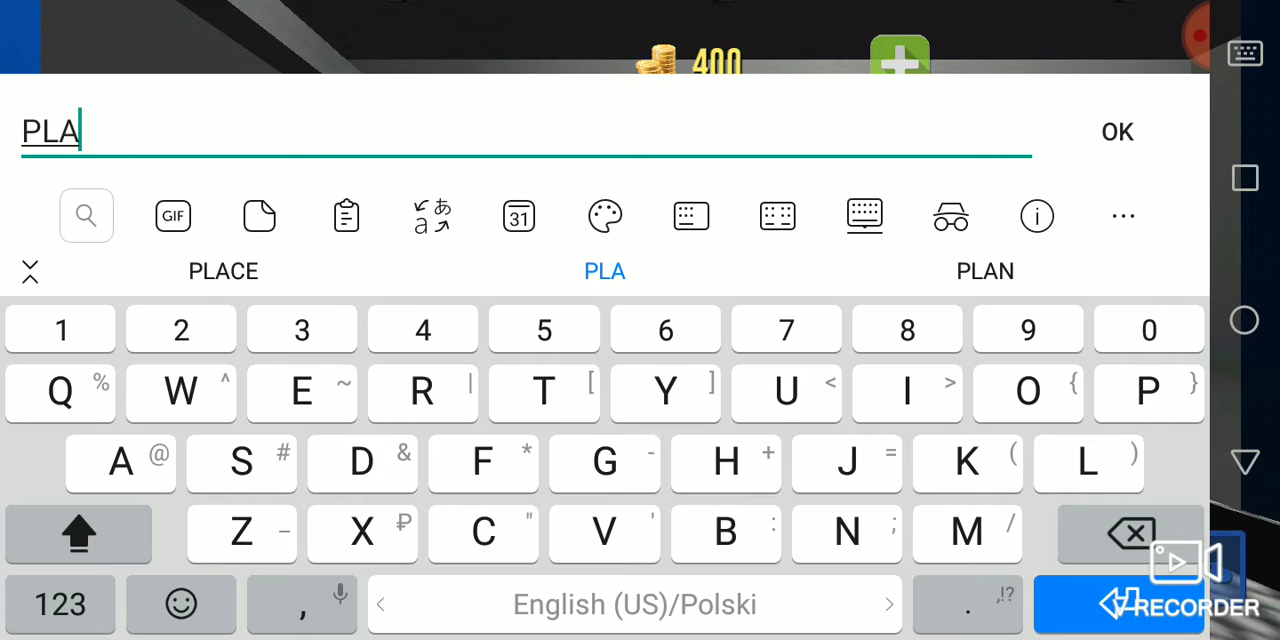 400
PLA
OK
GIF
あ
a
31
PLACE PLA PLAN
1 2 3 4 5 6 7 8 9 0
Q % W ^ E ~ R | T [ Y ] U < I > O { P }
A @ S # D & F * G - H + J = K ( L )
Z _ X ₽ C " V ' B : N ; M /
123 , < English (US)/Polski > . ,!?
V RECORDER